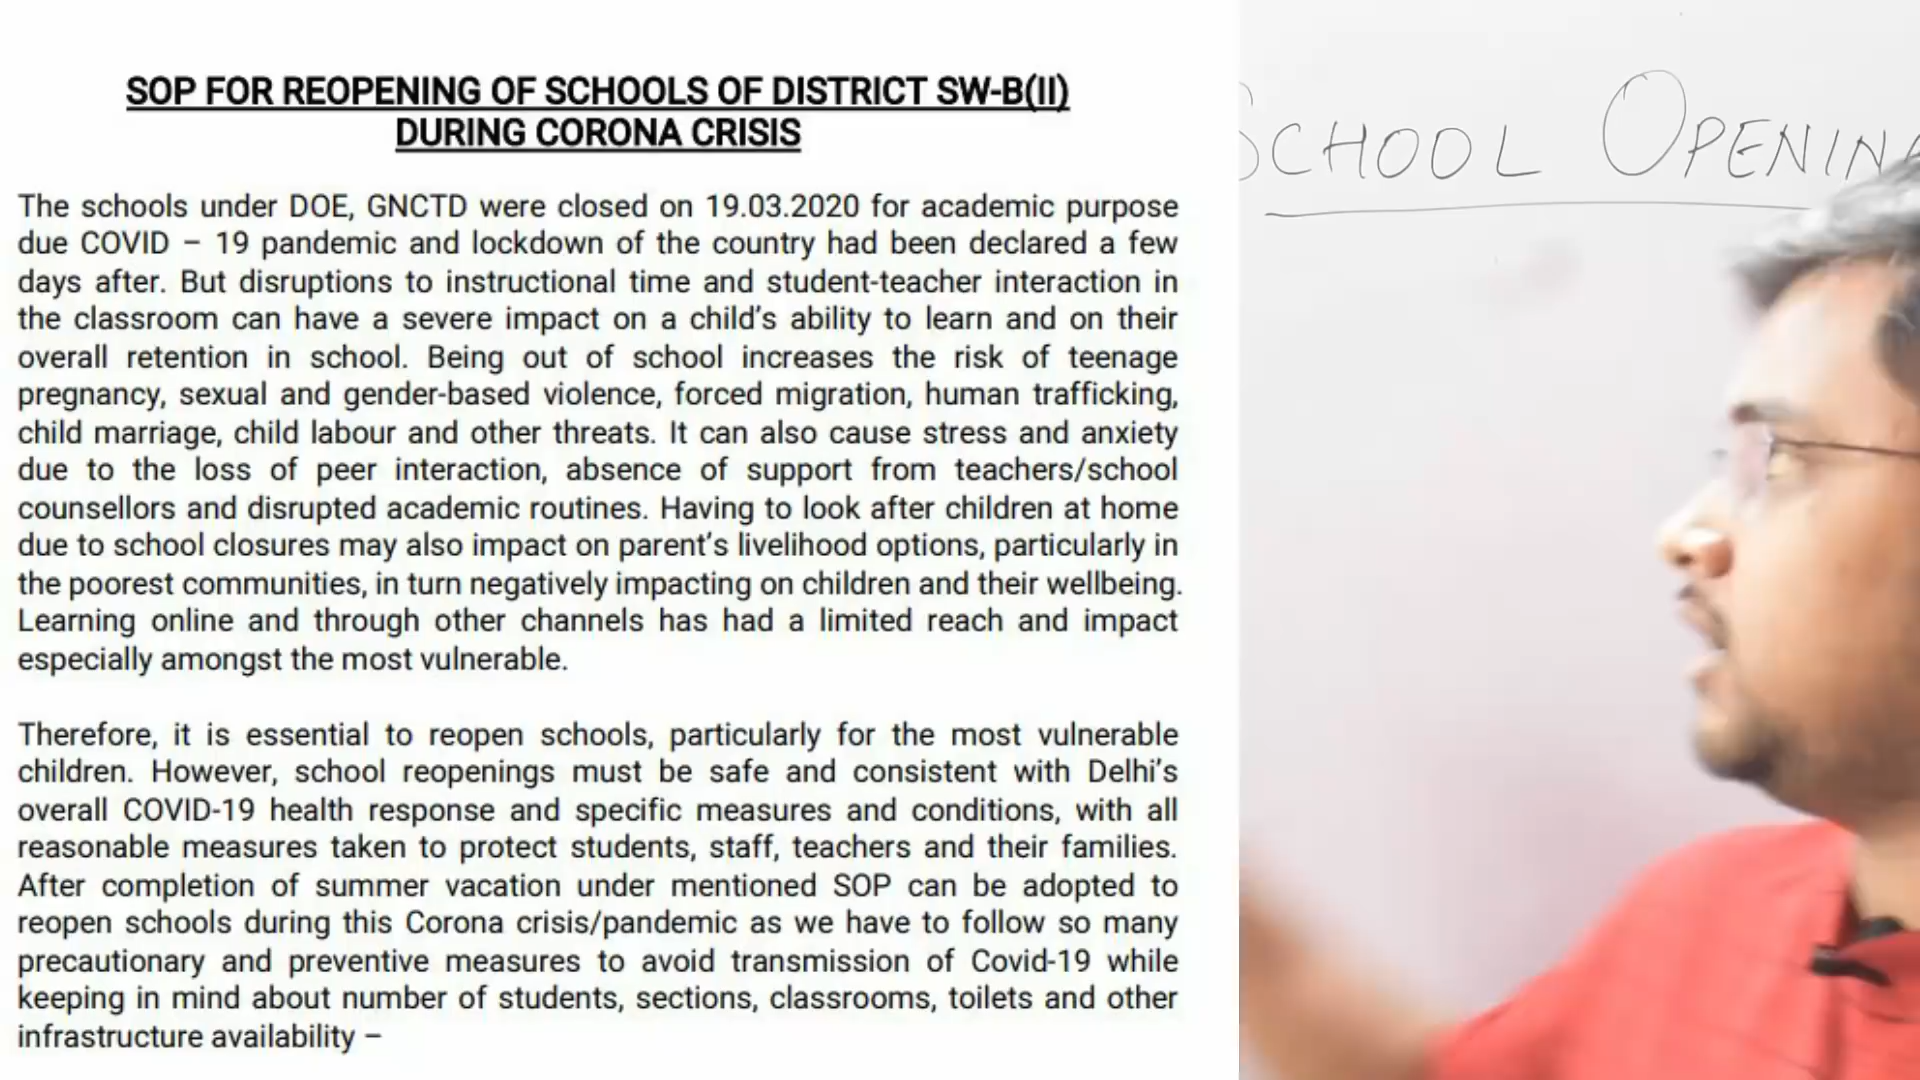 SOP FOR REOPENING OF SCHOOLS OF DISTRICT SW-B(II)
DURING CORONA CRISIS
The schools under DOE, GNCTD were closed on 19.03.2020 for academic purpose
due COVID – 19 pandemic and lockdown of the country had been declared a few
days after. But disruptions to instructional time and student-teacher interaction in
the classroom can have a severe impact on a child's ability to learn and on their
overall retention in school. Being out of school increases the risk of teenage
pregnancy, sexual and gender-based violence, forced migration, human trafficking,
child marriage, child labour and other threats. It can also cause stress and anxiety
due to the loss of peer interaction, absence of support from teachers/school
counsellors and disrupted academic routines. Having to look after children at home
due to school closures may also impact on parent's livelihood options, particularly in
the poorest communities, in turn negatively impacting on children and their wellbeing.
Learning online and through other channels has had a limited reach and impact
especially amongst the most vulnerable.
Therefore, it is essential to reopen schools, particularly for the most vulnerable
children. However, school reopenings must be safe and consistent with Delhi's
overall COVID-19 health response and specific measures and conditions, with all
reasonable measures taken to protect students, staff, teachers and their families.
After completion of summer vacation under mentioned SOP can be adopted to
reopen schools during this Corona crisis/pandemic as we have to follow so many
precautionary and preventive measures to avoid transmission of Covid-19 while
keeping in mind about number of students, sections, classrooms, toilets and other
infrastructure availability –
SCHOOL OPENIN